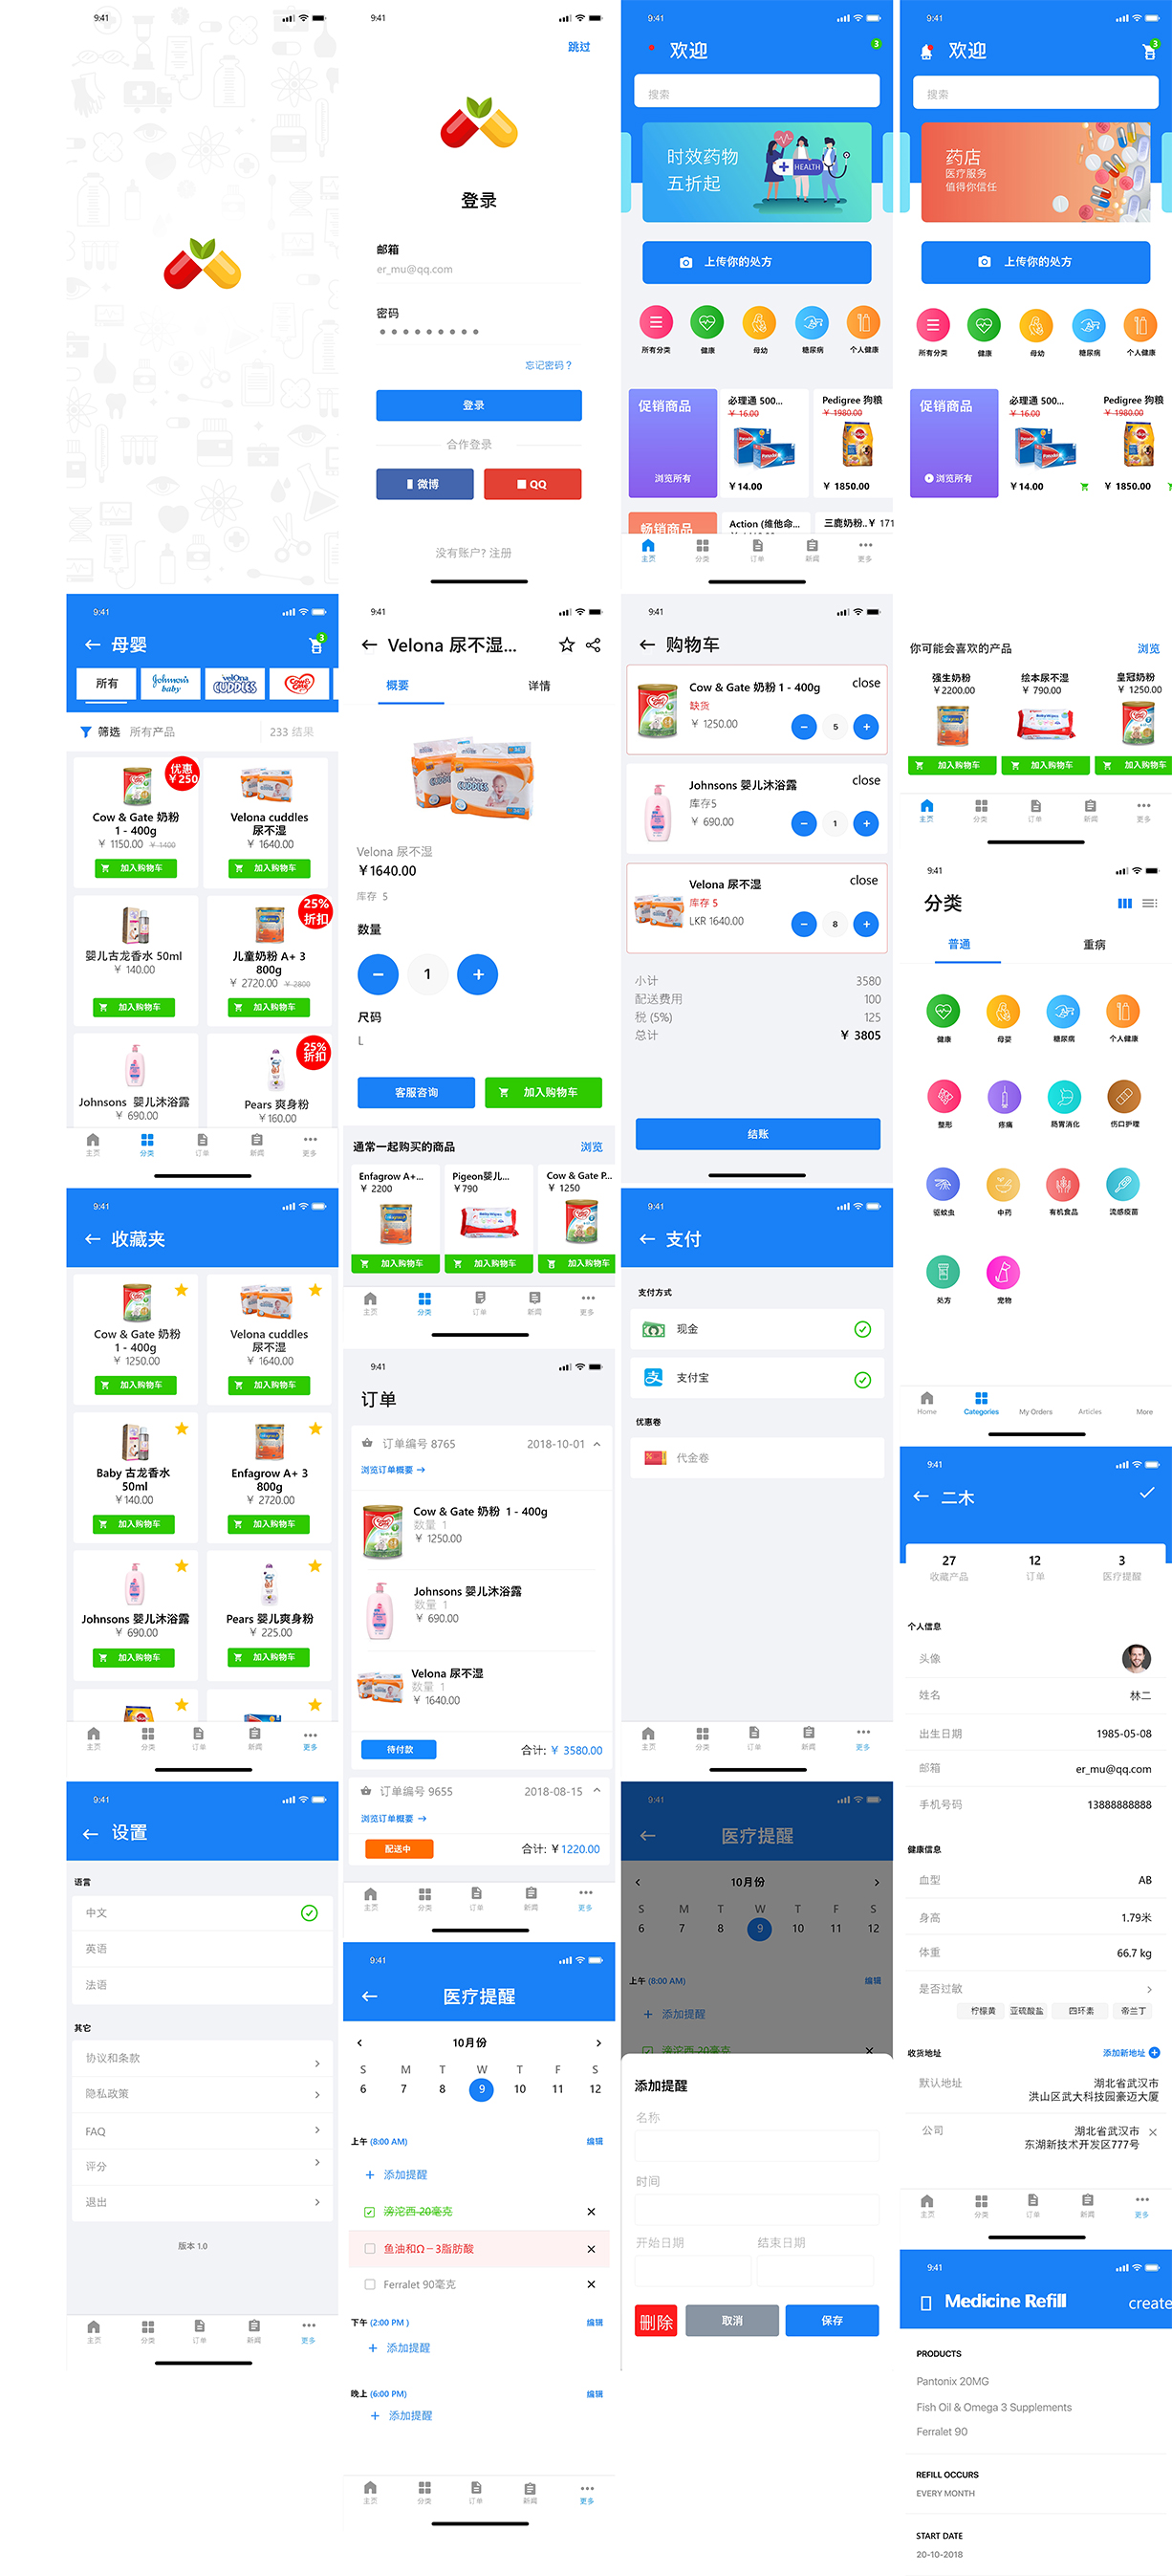 9:41
9:41
跳过
登录
邮箱
er_mu@qq.com
密码
忘记密码？
登录
合作登录
微博
QQ
没有账户? 注册
9:41
欢迎
3
搜索
时效药物
五折起
HEALTH
上传你的处方
所有分类
健康
母幼
糖尿病
个人健康
促销商品
浏览所有
必理通 500...
￥ 16.00
￥14.00
Pedigree 狗粮
￥ 1980.00
￥ 1850.00
畅销商品
Action (维他命...
三鹿奶粉..￥ 171
主页
分类
订单
新闻
更多
9:41
欢迎
3
搜索
药店
医疗服务
值得你信任
上传你的处方
所有分类
健康
母幼
糖尿病
个人健康
促销商品
浏览所有
必理通 500...
￥ 16.00
￥14.00
Pedigree 狗粮
￥ 1980.00
￥ 1850.00
你可能会喜欢的产品
浏览
强生奶粉
￥2200.00
加入购物车
绘本尿不湿
￥ 790.00
加入购物车
皇冠奶粉
￥ 1250.00
加入购物车
主页
分类
订单
新闻
更多
9:41
母婴
3
所有
Johnson's baby
velona CUDDLES
Cow & Gate
筛选
所有产品
233 结果
优惠
￥250
Cow & Gate 奶粉
1 - 400g
￥ 1150.00 ￥ 1400
加入购物车
Velona cuddles
尿不湿
￥ 1640.00
加入购物车
婴儿古龙香水 50ml
￥ 140.00
加入购物车
25%
折扣
儿童奶粉 A+ 3
800g
￥ 2720.00 ￥ 2800
加入购物车
Johnsons 婴儿沐浴露
￥ 690.00
25%
折扣
Pears 爽身粉
￥160.00
主页
分类
订单
新闻
更多
9:41
Velona 尿不湿...
概要
详情
Velona 尿不湿
￥1640.00
库存 5
数量
1
尺码
L
客服咨询
加入购物车
通常一起购买的商品
浏览
Enfagrow A+...
￥ 2200
加入购物车
Pigeon婴儿...
￥790
加入购物车
Cow & Gate P...
￥ 1250
加入购物车
主页
分类
订单
新闻
更多
9:41
购物车
Cow & Gate 奶粉 1 - 400g
close
缺货
￥ 1250.00
5
Johnsons 婴儿沐浴露
close
库存5
￥ 690.00
1
Velona 尿不湿
close
库存 5
LKR 1640.00
8
小计 3580
配送费用 100
税 (5%) 125
总计 ￥ 3805
结账
9:41
分类
普通
重病
健康
母婴
糖尿病
个人健康
整形
疼痛
肠胃消化
伤口护理
驱蚊虫
中药
有机食品
流感疫苗
处方
宠物
Home
Categories
My Orders
Articles
More
9:41
收藏夹
Cow & Gate 奶粉
1 - 400g
￥ 1250.00
加入购物车
Velona cuddles
尿不湿
￥ 1640.00
加入购物车
Baby 古龙香水
50ml
￥140.00
加入购物车
Enfagrow A+ 3
800g
￥ 2720.00
加入购物车
Johnsons 婴儿沐浴露
￥ 690.00
加入购物车
Pears 婴儿爽身粉
￥ 225.00
加入购物车
主页
分类
订单
新闻
更多
9:41
订单
订单编号 8765
2018-10-01
浏览订单概要
Cow & Gate 奶粉 1 - 400g
数量 1
￥ 1250.00
Johnsons 婴儿沐浴露
数量 1
￥ 690.00
Velona 尿不湿
数量 1
￥ 1640.00
待付款
合计: ￥ 3580.00
订单编号 9655
2018-08-15
浏览订单概要
配送中
合计: ￥1220.00
主页
分类
订单
新闻
更多
9:41
支付
支付方式
现金
支付宝
优惠卷
代金卷
主页
分类
订单
新闻
更多
9:41
二木
27
收藏产品
12
订单
3
医疗提醒
个人信息
头像
姓名 林二
出生日期 1985-05-08
邮箱 er_mu@qq.com
手机号码 13888888888
健康信息
血型 AB
身高 1.79米
体重 66.7 kg
是否过敏
柠檬黄
亚硫酸盐
四环素
帝兰丁
收货地址
添加新地址
默认地址
湖北省武汉市
洪山区武大科技园豪迈大厦
公司
湖北省武汉市
东湖新技术开发区777号
主页
分类
订单
新闻
更多
9:41
设置
语言
中文
英语
法语
其它
协议和条款
隐私政策
FAQ
评分
退出
版本 1.0
主页
分类
订单
新闻
更多
9:41
医疗提醒
10月份
S M T W T F S
6 7 8 9 10 11 12
上午 (8:00 AM)
编辑
添加提醒
滂沱西 20毫克
鱼油和Ω－3脂肪酸
Ferralet 90毫克
下午 (2:00 PM )
编辑
添加提醒
晚上 (6:00 PM)
编辑
添加提醒
主页
分类
订单
新闻
更多
9:41
医疗提醒
10月份
S M T W T F S
6 7 8 9 10 11 12
上午 (8:00 AM)
编辑
添加提醒
滂沱西 20毫克
添加提醒
名称
时间
开始日期
结束日期
删除
取消
保存
9:41
Medicine Refill
create
PRODUCTS
Pantonix 20MG
Fish Oil & Omega 3 Supplements
Ferralet 90
REFILL OCCURS
EVERY MONTH
START DATE
20-10-2018